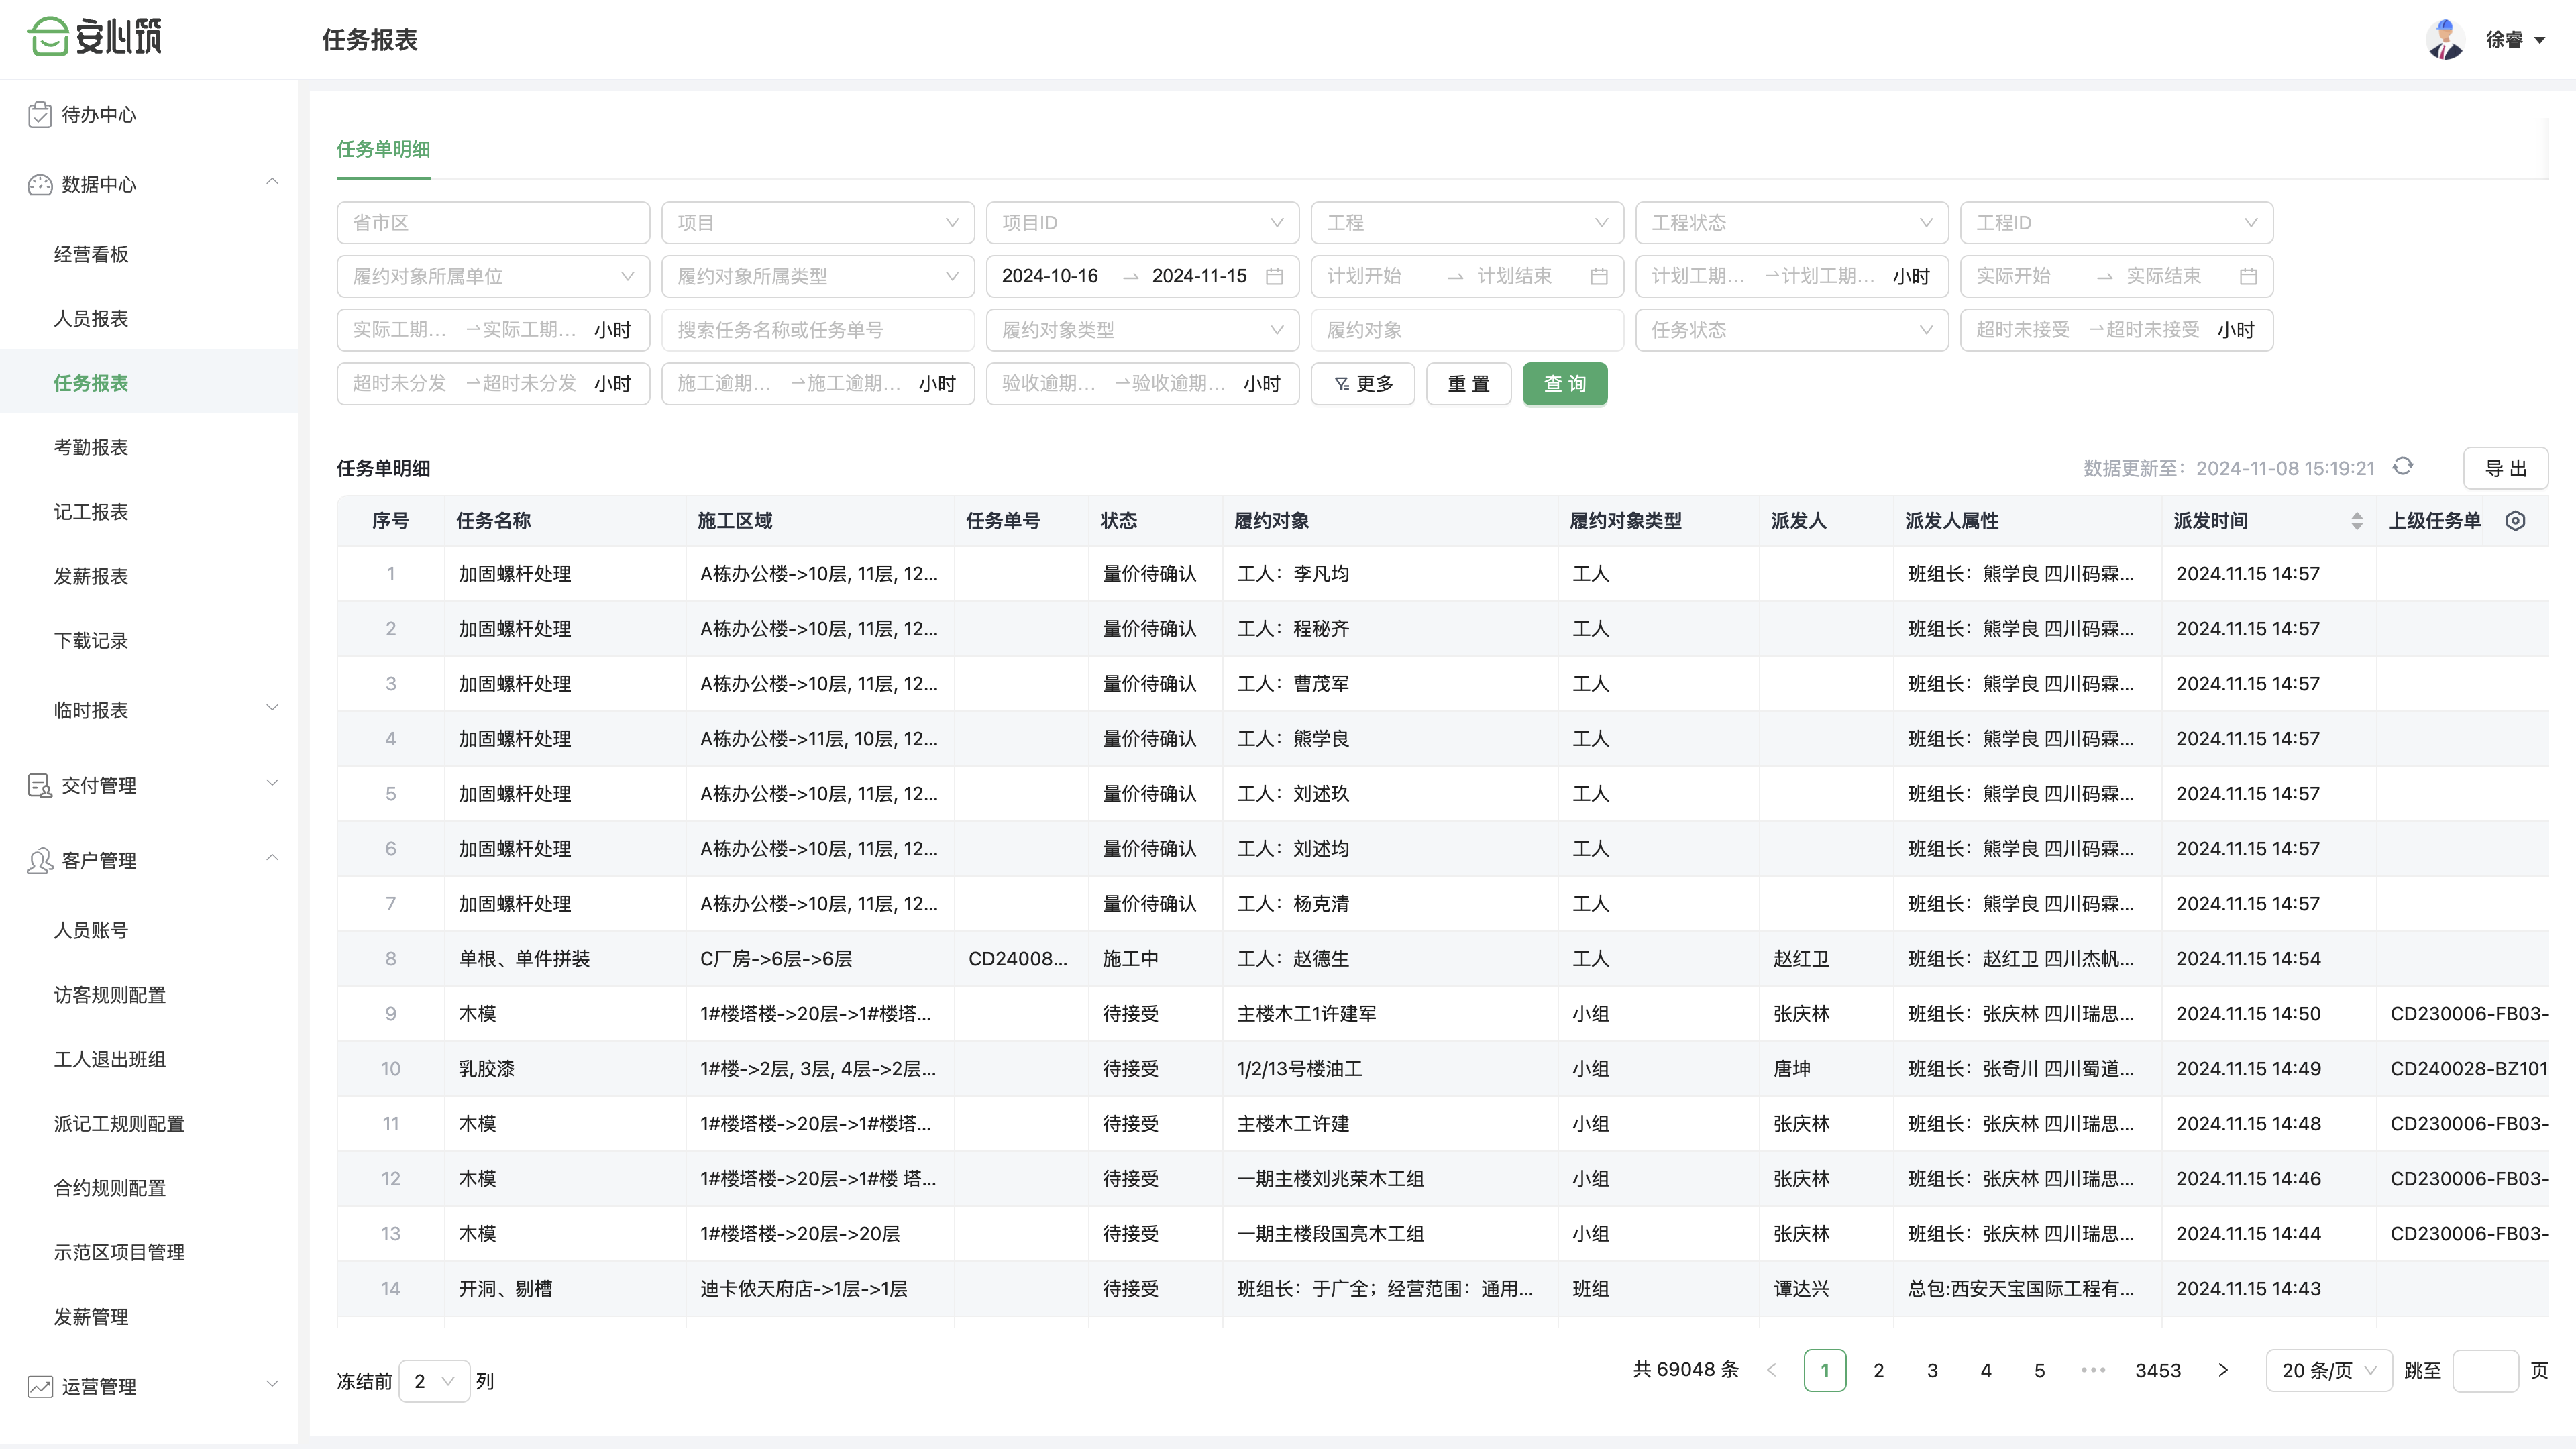 安心筑
任务报表
徐睿
待办中心
数据中心
经营看板
人员报表
任务报表
考勤报表
记工报表
发薪报表
下载记录
临时报表
交付管理
客户管理
人员账号
访客规则配置
工人退出班组
派记工规则配置
合约规则配置
示范区项目管理
发薪管理
运营管理
任务单明细
省市区 项目 项目ID 工程 工程状态 工程ID
履约对象所属单位 履约对象所属类型 2024-10-16 → 2024-11-15 计划开始 → 计划结束 计划工期... →计划工期... 小时 实际开始 → 实际结束
实际工期... →实际工期... 小时 搜索任务名称或任务单号 履约对象类型 履约对象 任务状态 超时未接受 →超时未接受 小时
超时未分发 →超时未分发 小时 施工逾期... →施工逾期... 小时 验收逾期... →验收逾期... 小时 更多 重 置 查 询
任务单明细 数据更新至：2024-11-08 15:19:21 导 出
序号 任务名称 施工区域 任务单号 状态 履约对象 履约对象类型 派发人 派发人属性 派发时间 上级任务单
1 加固螺杆处理 A栋办公楼->10层, 11层, 12... 量价待确认 工人：李凡均 工人 班组长：熊学良 四川码霖... 2024.11.15 14:57
2 加固螺杆处理 A栋办公楼->10层, 11层, 12... 量价待确认 工人：程秘齐 工人 班组长：熊学良 四川码霖... 2024.11.15 14:57
3 加固螺杆处理 A栋办公楼->10层, 11层, 12... 量价待确认 工人：曹茂军 工人 班组长：熊学良 四川码霖... 2024.11.15 14:57
4 加固螺杆处理 A栋办公楼->11层, 10层, 12... 量价待确认 工人：熊学良 工人 班组长：熊学良 四川码霖... 2024.11.15 14:57
5 加固螺杆处理 A栋办公楼->10层, 11层, 12... 量价待确认 工人：刘述玖 工人 班组长：熊学良 四川码霖... 2024.11.15 14:57
6 加固螺杆处理 A栋办公楼->10层, 11层, 12... 量价待确认 工人：刘述均 工人 班组长：熊学良 四川码霖... 2024.11.15 14:57
7 加固螺杆处理 A栋办公楼->10层, 11层, 12... 量价待确认 工人：杨克清 工人 班组长：熊学良 四川码霖... 2024.11.15 14:57
8 单根、单件拼装 C厂房->6层->6层 CD24008... 施工中 工人：赵德生 工人 赵红卫 班组长：赵红卫 四川杰帆... 2024.11.15 14:54
9 木模 1#楼塔楼->20层->1#楼塔... 待接受 主楼木工1许建军 小组 张庆林 班组长：张庆林 四川瑞思... 2024.11.15 14:50 CD230006-FB03-
10 乳胶漆 1#楼->2层, 3层, 4层->2层... 待接受 1/2/13号楼油工 小组 唐坤 班组长：张奇川 四川蜀道... 2024.11.15 14:49 CD240028-BZ101
11 木模 1#楼塔楼->20层->1#楼塔... 待接受 主楼木工许建 小组 张庆林 班组长：张庆林 四川瑞思... 2024.11.15 14:48 CD230006-FB03-
12 木模 1#楼塔楼->20层->1#楼 塔... 待接受 一期主楼刘兆荣木工组 小组 张庆林 班组长：张庆林 四川瑞思... 2024.11.15 14:46 CD230006-FB03-
13 木模 1#楼塔楼->20层->20层 待接受 一期主楼段国亮木工组 小组 张庆林 班组长：张庆林 四川瑞思... 2024.11.15 14:44 CD230006-FB03-
14 开洞、剔槽 迪卡侬天府店->1层->1层 待接受 班组长：于广全；经营范围：通用... 班组 谭达兴 总包:西安天宝国际工程有... 2024.11.15 14:43
冻结前 2 列 共 69048 条 < 1 2 3 4 5 ••• 3453 > 20 条/页 跳至 页